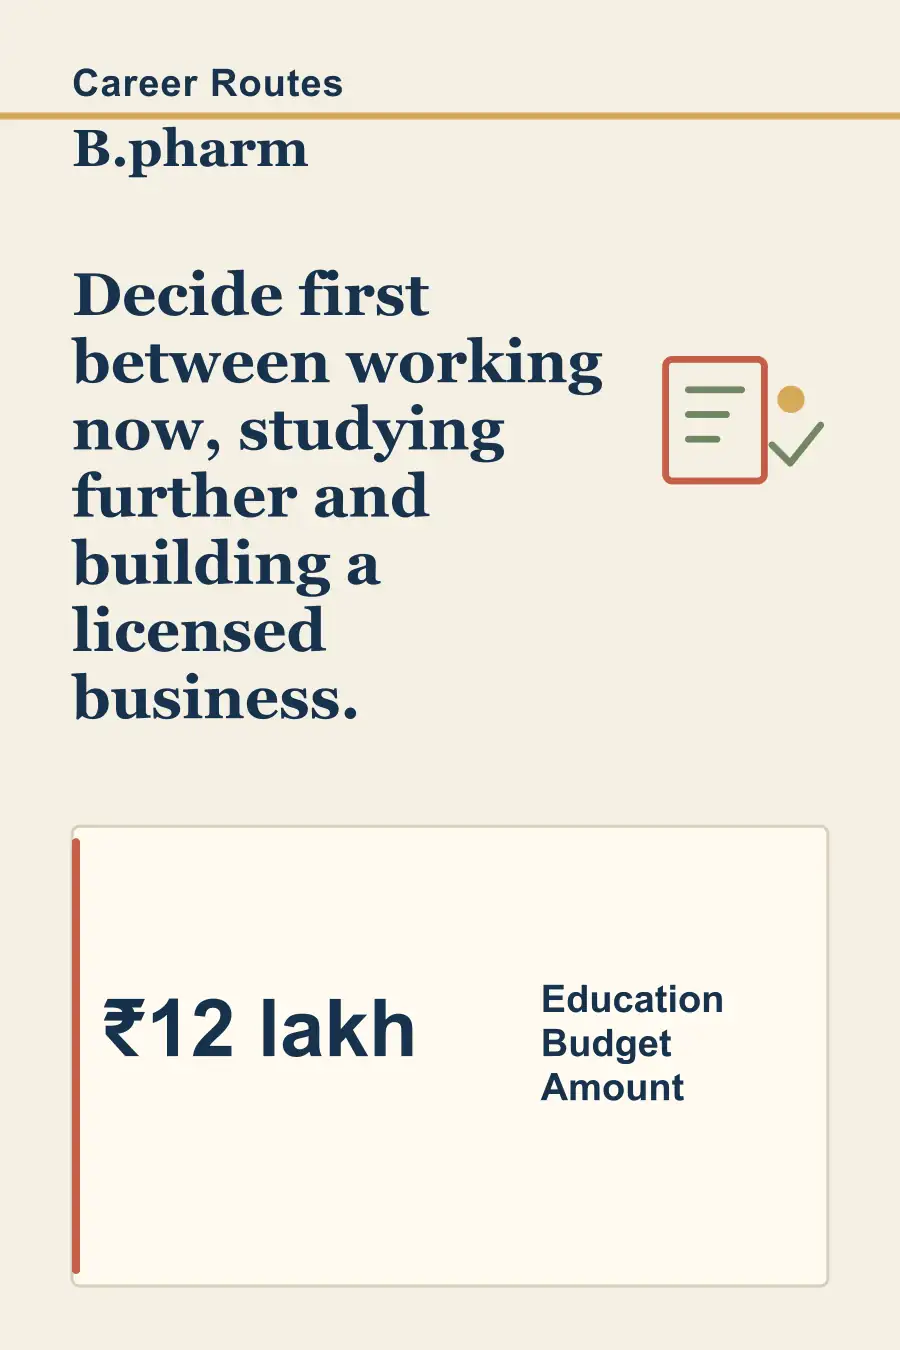 Career Routes
B.pharm
Decide first
between working
now, studying
further and
building a
licensed
business.
₹12 lakh
Education
Budget
Amount